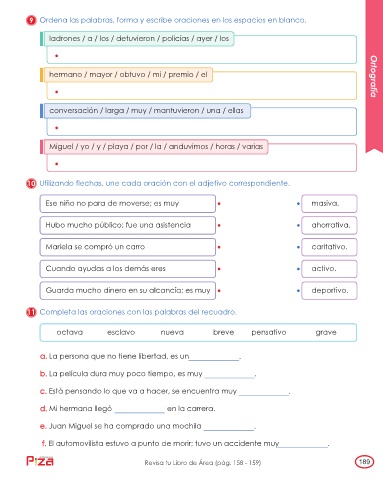 9 Ordena las palabras, forma y escribe oraciones en los espacios en blanco.
ladrones / a / los / detuvieron / policías / ayer / los
hermano / mayor / obtuvo / mi / premio / el
conversación / larga / muy / mantuvieron / una / ellas
Miguel / yo / y / playa / por / la / anduvimos / horas / varias
Ortografía
10 Utilizando flechas, une cada oración con el adjetivo correspondiente.
Ese niño no para de moverse; es muy • • masiva.
Hubo mucho público; fue una asistencia • • ahorrativa.
Mariela se compró un carro • • caritativo.
Cuando ayudas a los demás eres • • activo.
Guarda mucho dinero en su alcancía; es muy • • deportivo.
11 Completa las oraciones con las palabras del recuadro.
octava esclavo nueva breve pensativo grave
a. La persona que no tiene libertad, es un____________.
b. La película dura muy poco tiempo, es muy ____________.
c. Está pensando lo que va a hacer, se encuentra muy ____________.
d. Mi hermana llegó ____________ en la carrera.
e. Juan Miguel se ha comprado una mochila ____________.
f. El automovilista estuvo a punto de morir; tuvo un accidente muy____________.
Piza
Revisa tu Libro de Área (pág. 158 - 159)
189